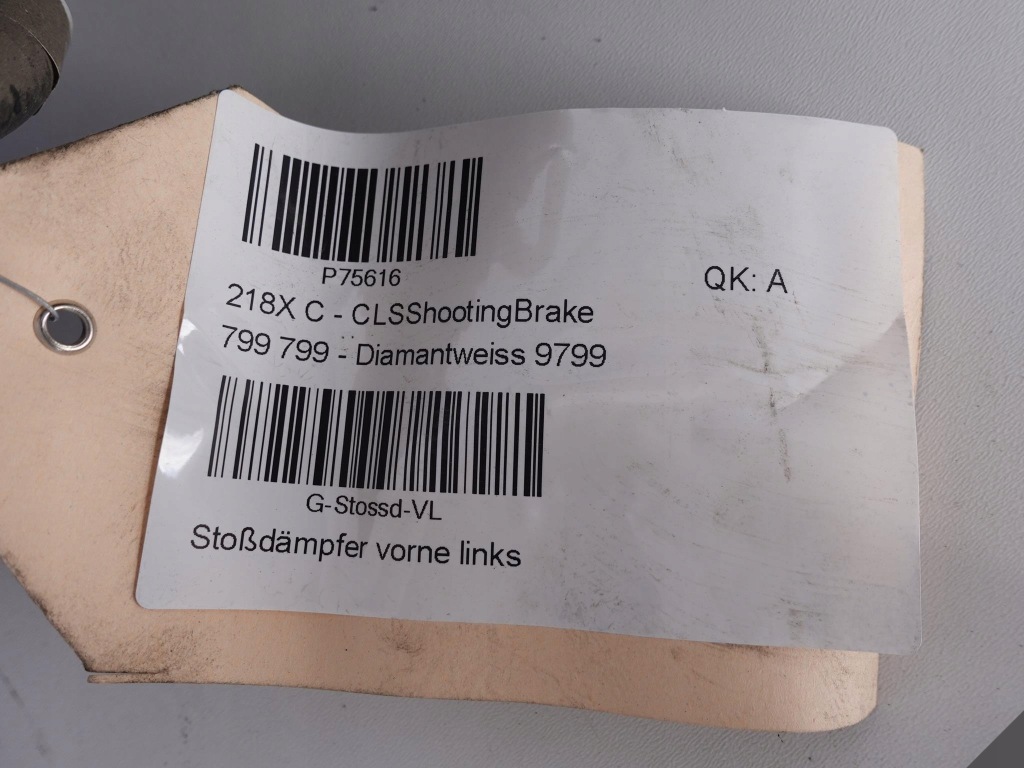 P75616
QK: A
218X C - CLSShootingBrake
799 799 - Diamantweiss 9799
G-Stossd-VL
Stoßdämpfer vorne links